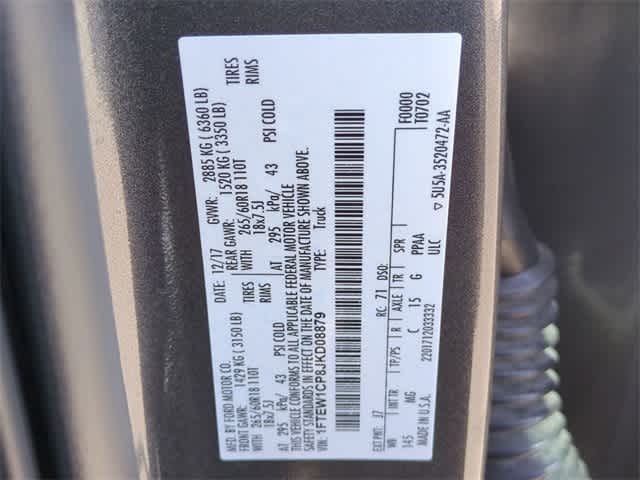 MFD. BY FORD MOTOR CO.
DATE: 12/17 GVWR: 2885 KG ( 6360 LB)
FRONT GAWR: 1429 KG ( 3150 LB) REAR GAWR: 1520 KG ( 3350 LB)
WITH 265/60R18 110T TIRES WITH 265/60R18 110T TIRES
18x7.5J RIMS 18x7.5J RIMS
AT 295 kPa/ 43 PSI COLD AT 295 kPa/ 43 PSI COLD
THIS VEHICLE CONFORMS TO ALL APPLICABLE FEDERAL MOTOR VEHICLE
SAFETY STANDARDS IN EFFECT ON THE DATE OF MANUFACTURE SHOWN ABOVE.
VIN: 1FTEW1CP8JKD08879 TYPE: Truck
F0000
T0702
EXT PNT: J7 RC: 71 DSO:
WB INT TR TP/PS R AXLE TR SPR
145 MG C 15 G PPAA
ULC
MADE IN U.S.A. 2201712033332
5U5A-3520472-AA